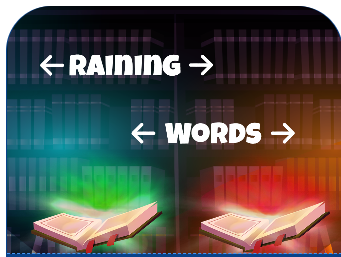 ← RAINING →
← WORDS →